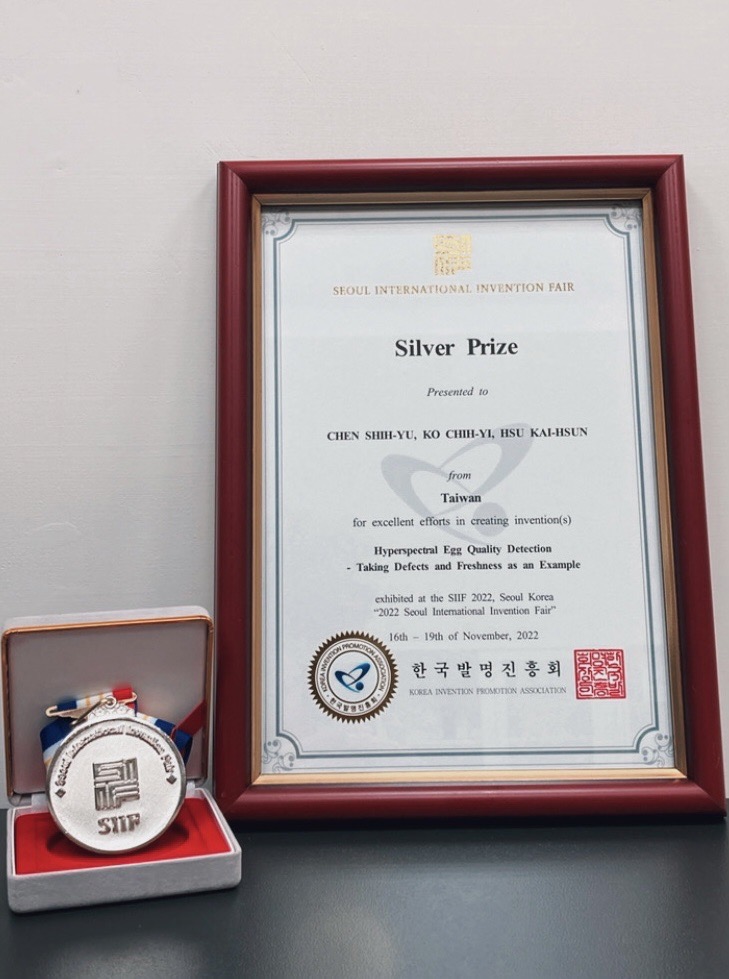 SEOUL INTERNATIONAL INVENTION FAIR
Silver Prize
Presented to
CHEN SHIH-YU, KO CHIH-YI, HSU KAI-HSUN
from
Taiwan
for excellent efforts in creating invention(s)
Hyperspectral Egg Quality Detection
- Taking Defects and Freshness as an Example
exhibited at the SIIF 2022, Seoul Korea
“2022 Seoul International Invention Fair”
16th – 19th of November, 2022
KOREA INVENTION PROMOTION ASSOCIATION
한국발명진흥회
한국발명진흥회
KOREA INVENTION PROMOTION ASSOCIATION
Seoul International Invention Fair
SIIF